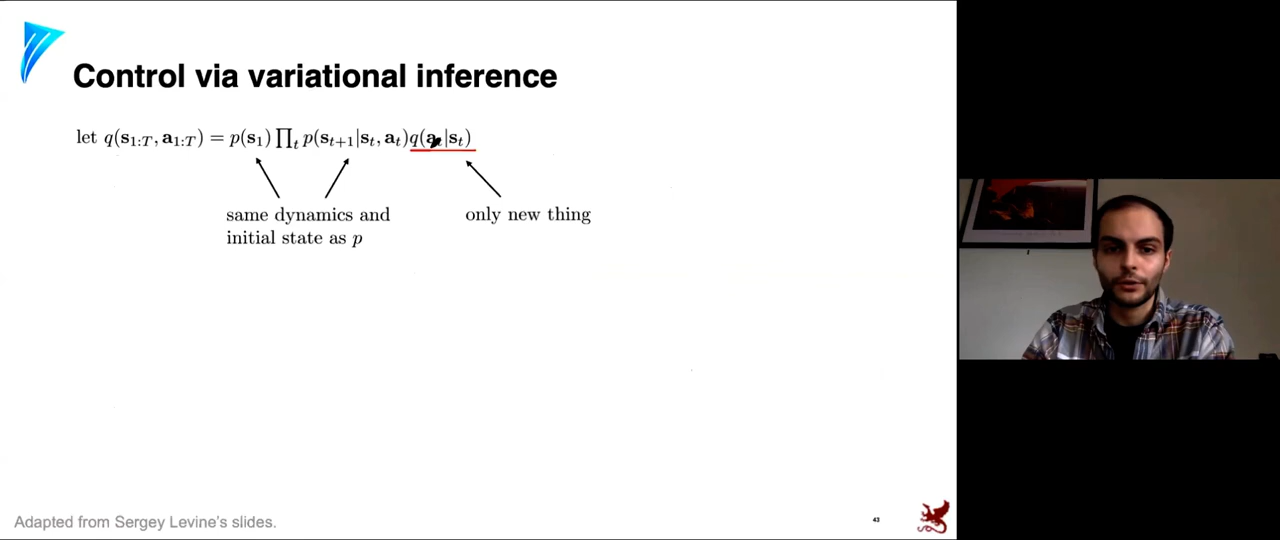 Control via variational inference
let q(s₁:T, a₁:T) = p(s₁) ∏ₜ p(sₜ₊₁|sₜ, aₜ)q(aₜ|sₜ)
same dynamics and
initial state as p
only new thing
Adapted from Sergey Levine's slides.
43